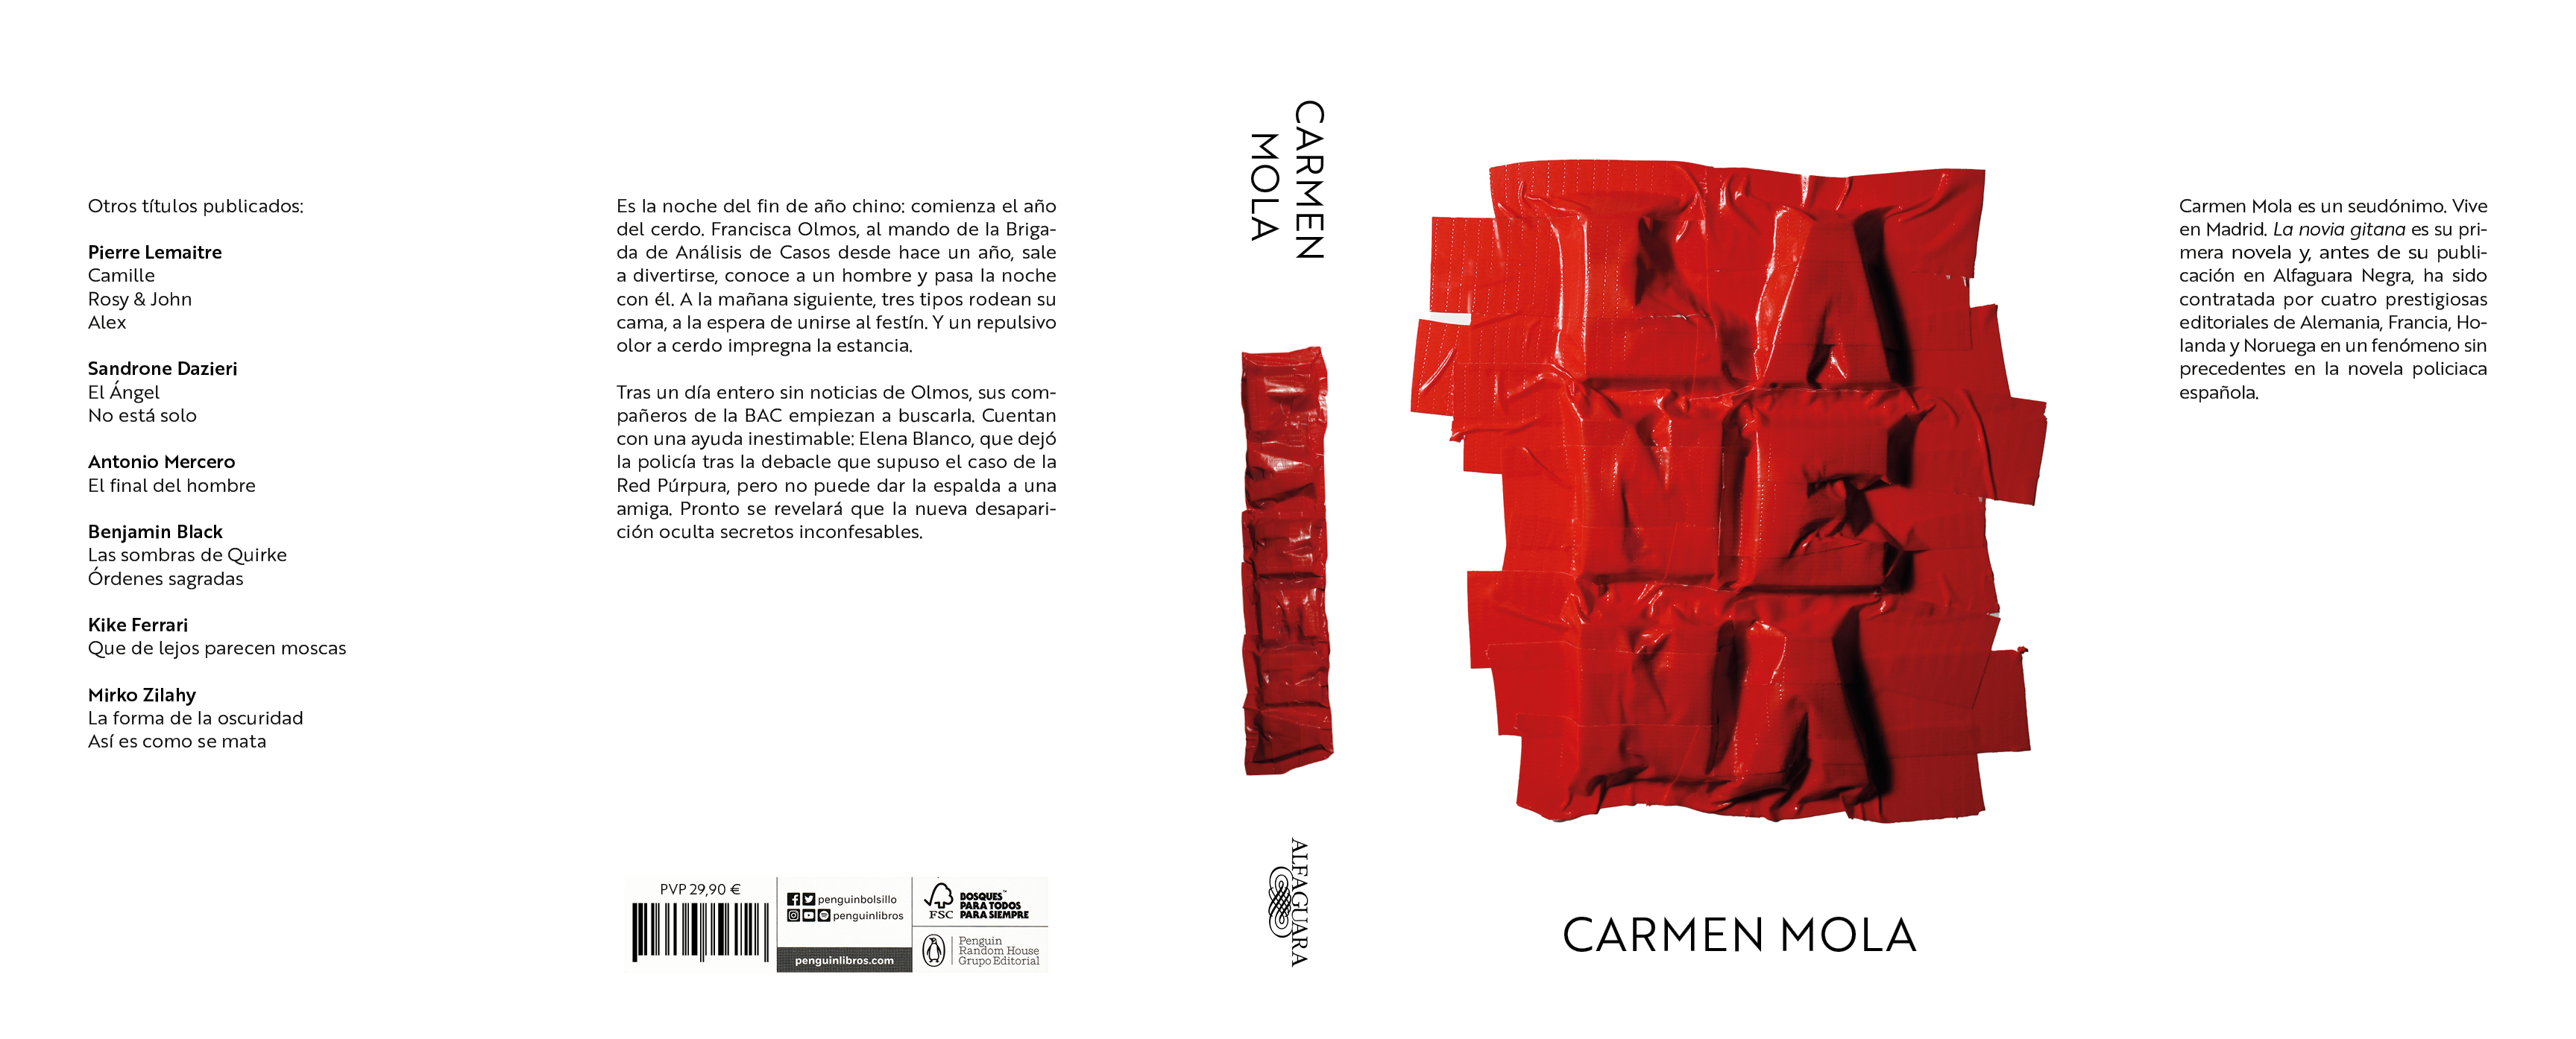 Otros títulos publicados:
Pierre Lemaitre
Camille
Rosy & John
Alex
Sandrone Dazieri
El Ángel
No está solo
Antonio Mercero
El final del hombre
Benjamin Black
Las sombras de Quirke
Órdenes sagradas
Kike Ferrari
Que de lejos parecen moscas
Mirko Zilahy
La forma de la oscuridad
Así es como se mata
Es la noche del fin de año chino: comienza el año
del cerdo. Francisca Olmos, al mando de la Briga-
da de Análisis de Casos desde hace un año, sale
a divertirse, conoce a un hombre y pasa la noche
con él. A la mañana siguiente, tres tipos rodean su
cama, a la espera de unirse al festín. Y un repulsivo
olor a cerdo impregna la estancia.
Tras un día entero sin noticias de Olmos, sus com-
pañeros de la BAC empiezan a buscarla. Cuentan
con una ayuda inestimable: Elena Blanco, que dejó
la policía tras la debacle que supuso el caso de la
Red Púrpura, pero no puede dar la espalda a una
amiga. Pronto se revelará que la nueva desapari-
ción oculta secretos inconfesables.
PVP 29,90 €
penguinbolsillo
penguinlibros
penguinlibros.com
FSC
BOSQUES™
PARA TODOS
PARA SIEMPRE
Penguin
Random House
Grupo Editorial
CARMEN
MOLA
ALFAGUARA
LA
NE
NA
CARMEN MOLA
Carmen Mola es un seudónimo. Vive
en Madrid. La novia gitana es su pri-
mera novela y, antes de su publi-
cación en Alfaguara Negra, ha sido
contratada por cuatro prestigiosas
editoriales de Alemania, Francia, Ho-
landa y Noruega en un fenómeno sin
precedentes en la novela policiaca
española.